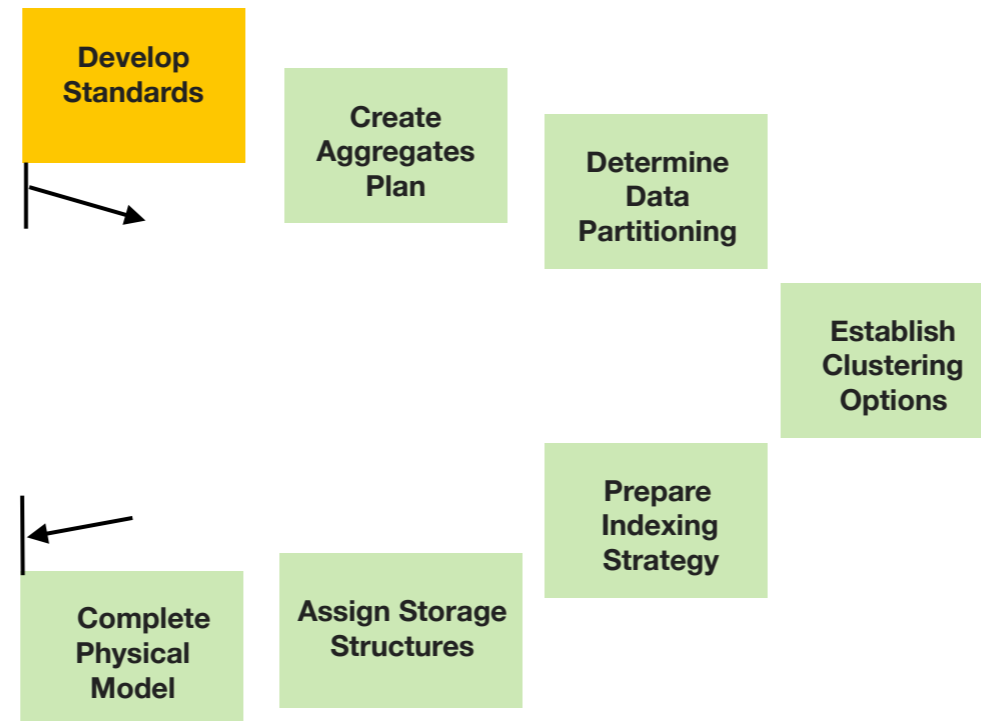 Develop
Standards
Create
Aggregates
Plan
Determine
Data
Partitioning
Establish
Clustering
Options
Prepare
Indexing
Strategy
Assign Storage
Structures
Complete
Physical
Model